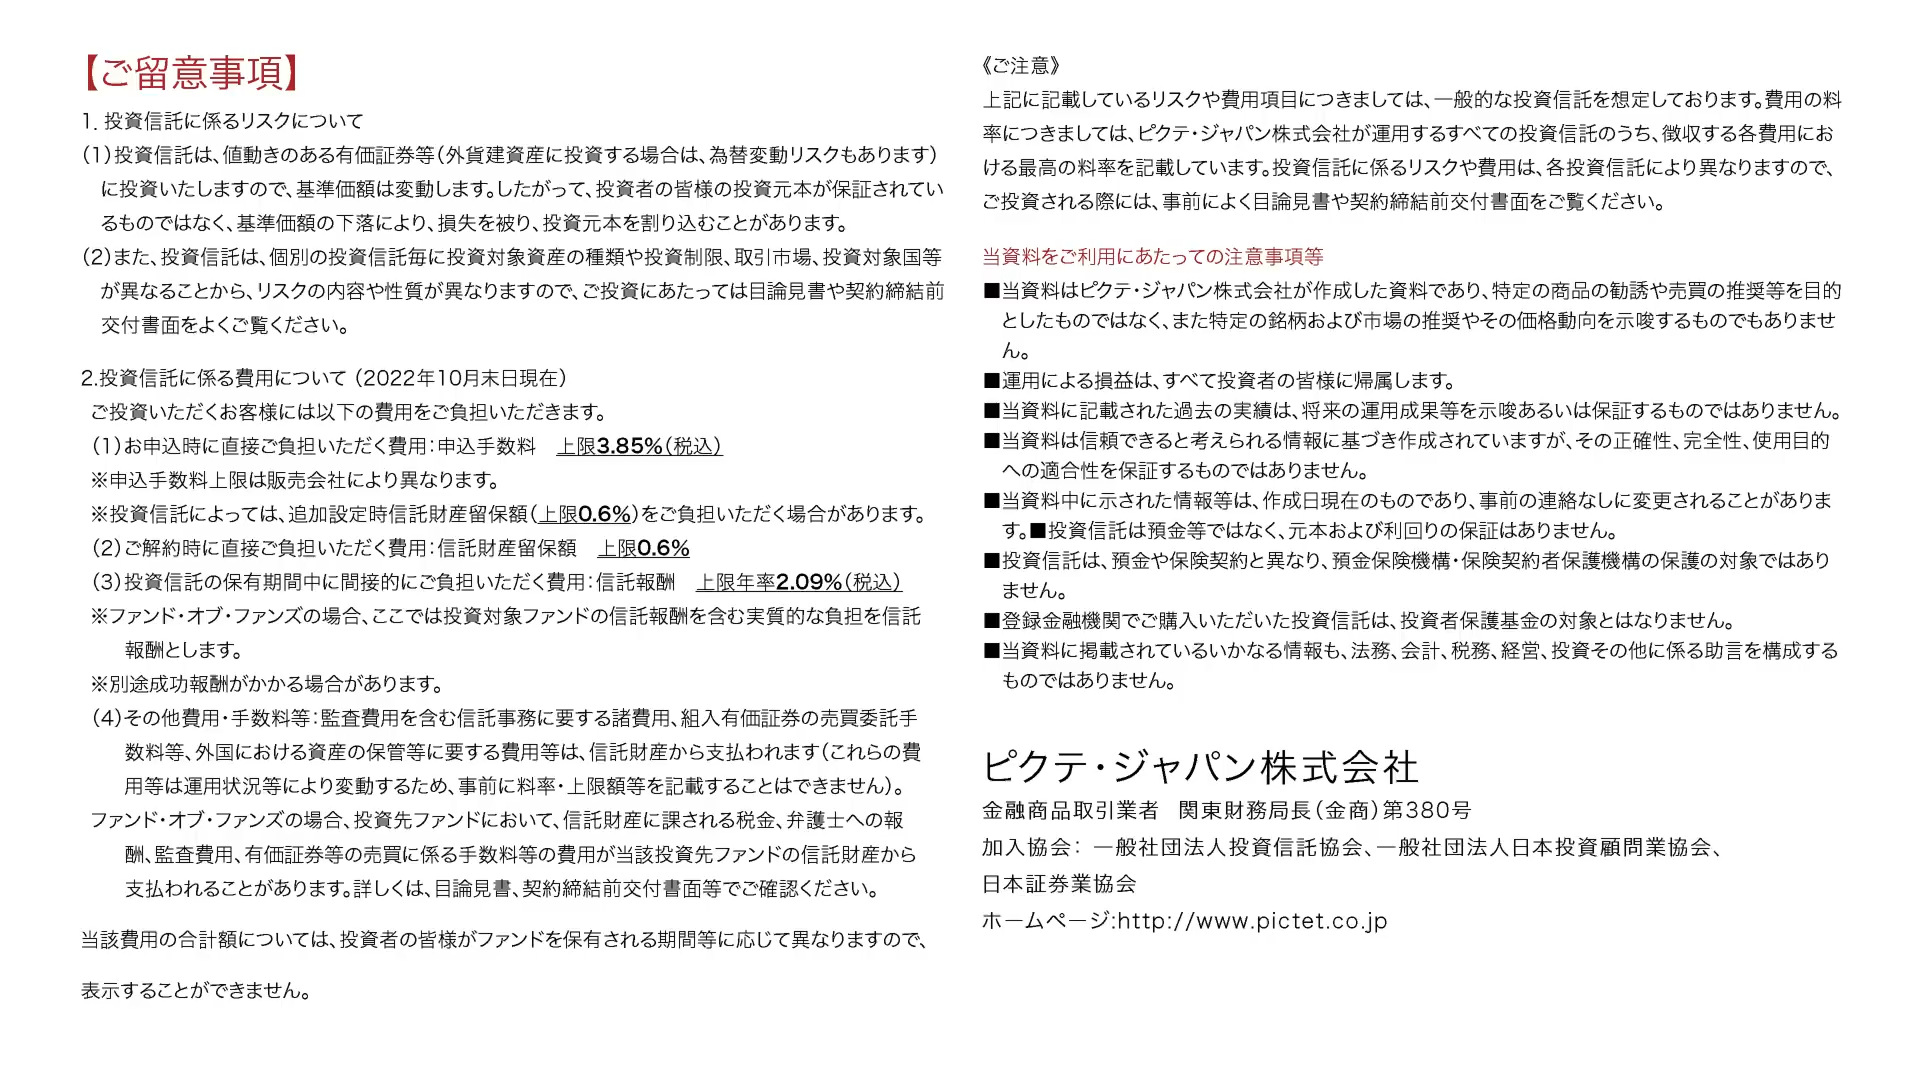 【ご留意事項】
1. 投資信託に係るリスクについて
(1)投資信託は、値動きのある有価証券等(外貨建資産に投資する場合は、為替変動リスクもあります)
に投資いたしますので、基準価額は変動します。したがって、投資者の皆様の投資元本が保証されてい
るものではなく、基準価額の下落により、損失を被り、投資元本を割り込むことがあります。
(2)また、投資信託は、個別の投資信託毎に投資対象資産の種類や投資制限、取引市場、投資対象国等
が異なることから、リスクの内容や性質が異なりますので、ご投資にあたっては目論見書や契約締結前
交付書面をよくご覧ください。
2.投資信託に係る費用について (2022年10月末日現在)
ご投資いただくお客様には以下の費用をご負担いただきます。
(1)お申込時に直接ご負担いただく費用:申込手数料　上限3.85%(税込)
※申込手数料上限は販売会社により異なります。
※投資信託によっては、追加設定時信託財産留保額(上限0.6%)をご負担いただく場合があります。
(2)ご解約時に直接ご負担いただく費用:信託財産留保額　上限0.6%
(3)投資信託の保有期間中に間接的にご負担いただく費用:信託報酬　上限年率2.09%(税込)
※ファンド・オブ・ファンズの場合、ここでは投資対象ファンドの信託報酬を含む実質的な負担を信託
報酬とします。
※別途成功報酬がかかる場合があります。
(4)その他費用・手数料等:監査費用を含む信託事務に要する諸費用、組入有価証券の売買委託手
数料等、外国における資産の保管等に要する費用等は、信託財産から支払われます(これらの費
用等は運用状況等により変動するため、事前に料率・上限額等を記載することはできません)。
ファンド・オブ・ファンズの場合、投資先ファンドにおいて、信託財産に課される税金、弁護士への報
酬、監査費用、有価証券等の売買に係る手数料等の費用が当該投資先ファンドの信託財産から
支払われることがあります。詳しくは、目論見書、契約締結前交付書面等でご確認ください。
当該費用の合計額については、投資者の皆様がファンドを保有される期間等に応じて異なりますので、
表示することができません。
《ご注意》
上記に記載しているリスクや費用項目につきましては、一般的な投資信託を想定しております。費用の料
率につきましては、ピクテ・ジャパン株式会社が運用するすべての投資信託のうち、徴収する各費用にお
ける最高の料率を記載しています。投資信託に係るリスクや費用は、各投資信託により異なりますので、
ご投資される際には、事前によく目論見書や契約締結前交付書面をご覧ください。
当資料をご利用にあたっての注意事項等
■当資料はピクテ・ジャパン株式会社が作成した資料であり、特定の商品の勧誘や売買の推奨等を目的
としたものではなく、また特定の銘柄および市場の推奨やその価格動向を示唆するものでもありませ
ん。
■運用による損益は、すべて投資者の皆様に帰属します。
■当資料に記載された過去の実績は、将来の運用成果等を示唆あるいは保証するものではありません。
■当資料は信頼できると考えられる情報に基づき作成されていますが、その正確性、完全性、使用目的
への適合性を保証するものではありません。
■当資料中に示された情報等は、作成日現在のものであり、事前の連絡なしに変更されることがありま
す。■投資信託は預金等ではなく、元本および利回りの保証はありません。
■投資信託は、預金や保険契約と異なり、預金保険機構・保険契約者保護機構の保護の対象ではあり
ません。
■登録金融機関でご購入いただいた投資信託は、投資者保護基金の対象とはなりません。
■当資料に掲載されているいかなる情報も、法務、会計、税務、経営、投資その他に係る助言を構成する
ものではありません。
ピクテ・ジャパン株式会社
金融商品取引業者　関東財務局長(金商)第380号
加入協会: 一般社団法人投資信託協会、一般社団法人日本投資顧問業協会、
日本証券業協会
ホームページ:http://www.pictet.co.jp